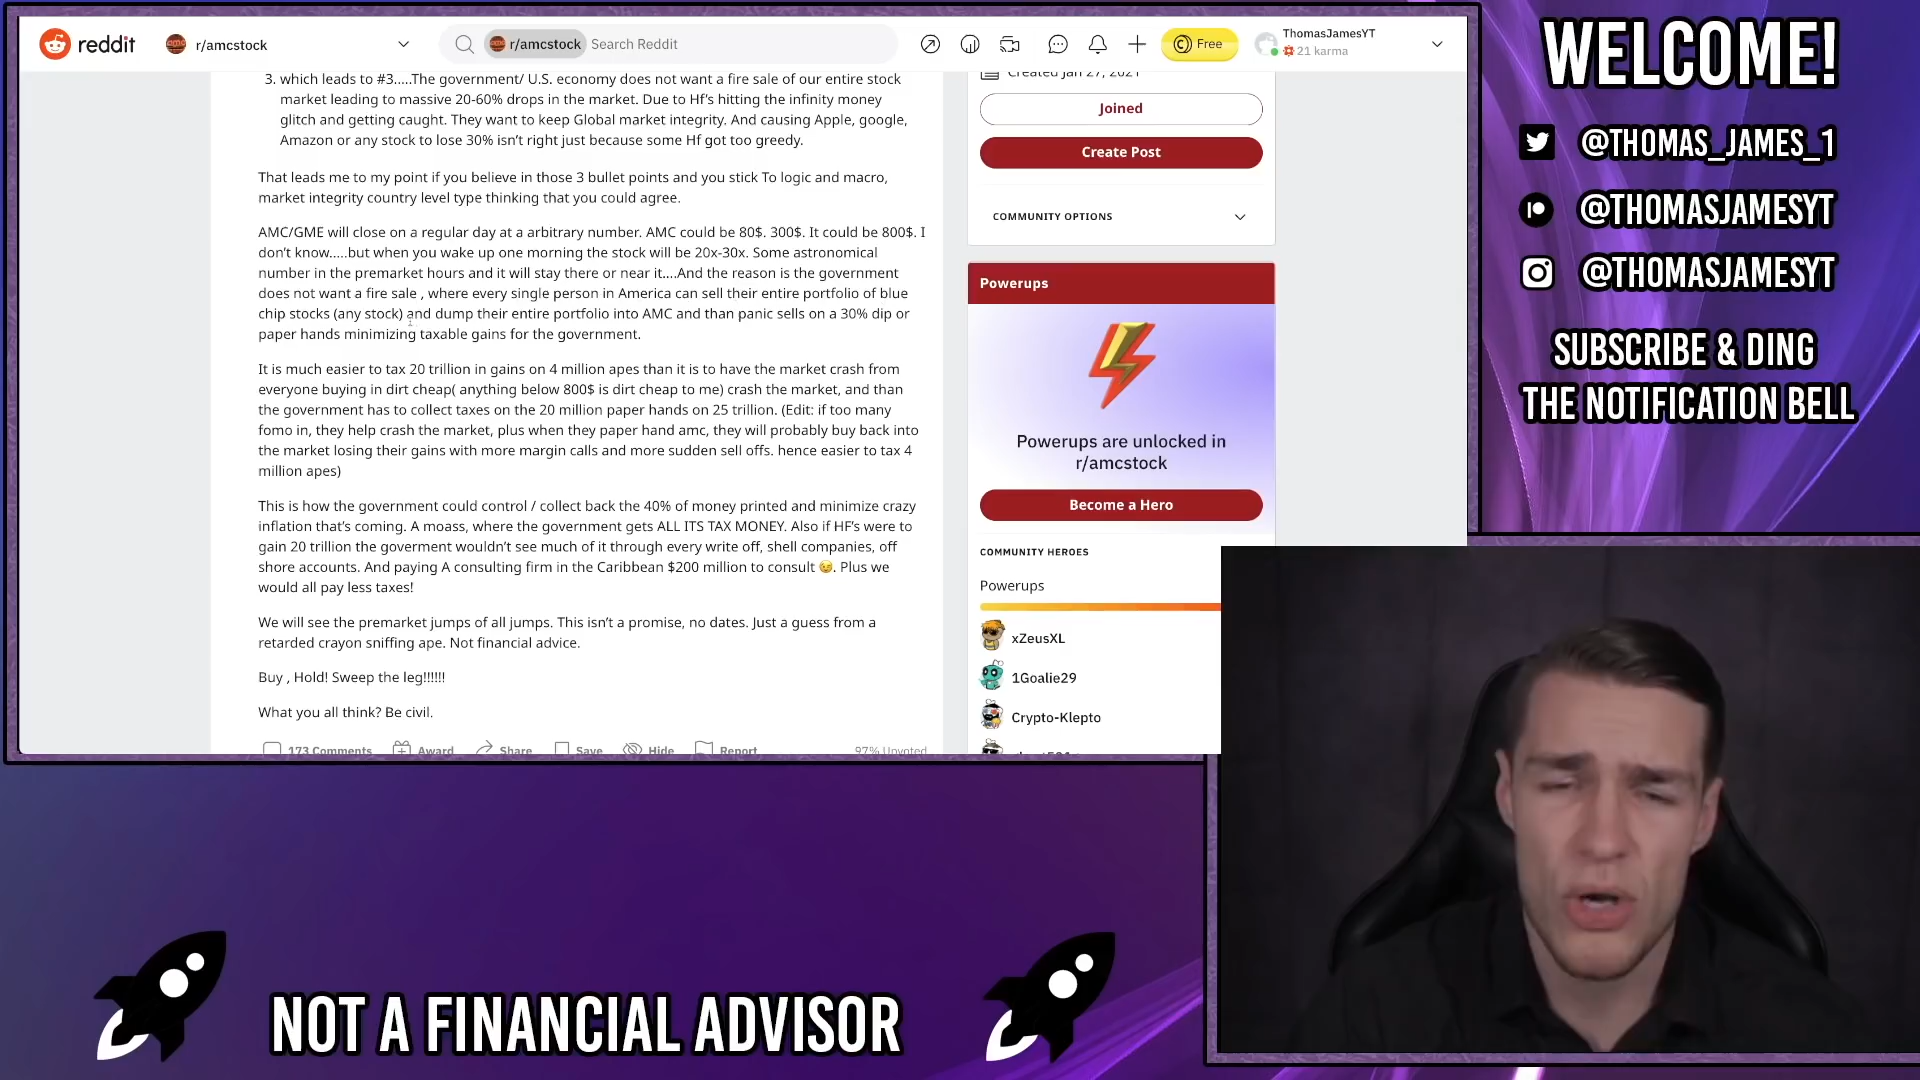 reddit
r/amcstock
r/amcstock
Search Reddit
Free
ThomasJamesYT
21 karma
3. which leads to #3.....The government/ U.S. economy does not want a fire sale of our entire stock
market leading to massive 20-60% drops in the market. Due to Hf's hitting the infinity money
glitch and getting caught. They want to keep Global market integrity. And causing Apple, google,
Amazon or any stock to lose 30% isn't right just because some Hf got too greedy.
That leads me to my point if you believe in those 3 bullet points and you stick To logic and macro,
market integrity country level type thinking that you could agree.
AMC/GME will close on a regular day at a arbitrary number. AMC could be 80$. 300$. It could be 800$. I
don't know.....but when you wake up one morning the stock will be 20x-30x. Some astronomical
number in the premarket hours and it will stay there or near it....And the reason is the government
does not want a fire sale , where every single person in America can sell their entire portfolio of blue
chip stocks (any stock) and dump their entire portfolio into AMC and than panic sells on a 30% dip or
paper hands minimizing taxable gains for the government.
It is much easier to tax 20 trillion in gains on 4 million apes than it is to have the market crash from
everyone buying in dirt cheap( anything below 800$ is dirt cheap to me) crash the market, and than
the government has to collect taxes on the 20 million paper hands on 25 trillion. (Edit: if too many
fomo in, they help crash the market, plus when they paper hand amc, they will probably buy back into
the market losing their gains with more margin calls and more sudden sell offs. hence easier to tax 4
million apes)
This is how the government could control / collect back the 40% of money printed and minimize crazy
inflation that's coming. A moass, where the government gets ALL ITS TAX MONEY. Also if HF's were to
gain 20 trillion the goverment wouldn't see much of it through every write off, shell companies, off
shore accounts. And paying A consulting firm in the Caribbean $200 million to consult 😉. Plus we
would all pay less taxes!
We will see the premarket jumps of all jumps. This isn't a promise, no dates. Just a guess from a
retarded crayon sniffing ape. Not financial advice.
Buy , Hold! Sweep the leg!!!!!!
What you all think? Be civil.
173 Comments
Award
Share
Save
Hide
Report
97% Upvoted
Created Jan 27, 2021
Joined
Create Post
COMMUNITY OPTIONS
Powerups
Powerups are unlocked in
r/amcstock
Become a Hero
COMMUNITY HEROES
Powerups
xZeusXL
1Goalie29
Crypto-Klepto
WELCOME!
@THOMAS_JAMES_1
@THOMASJAMESYT
@THOMASJAMESYT
SUBSCRIBE & DING
THE NOTIFICATION BELL
NOT A FINANCIAL ADVISOR